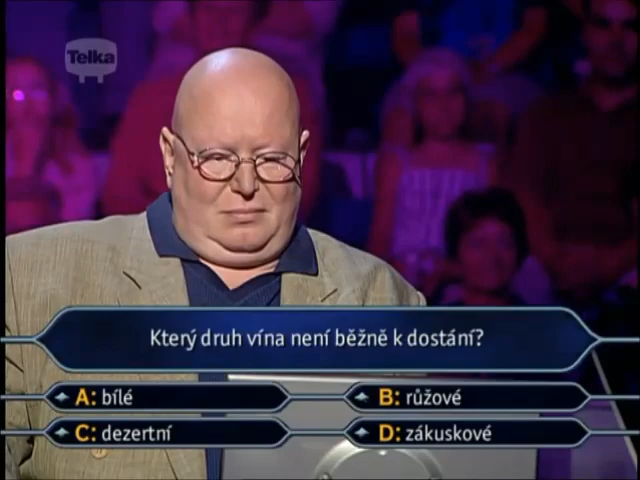 Telka
Který druh vína není běžně k dostání?
A: bílé
B: růžové
C: dezertní
D: zákuskové